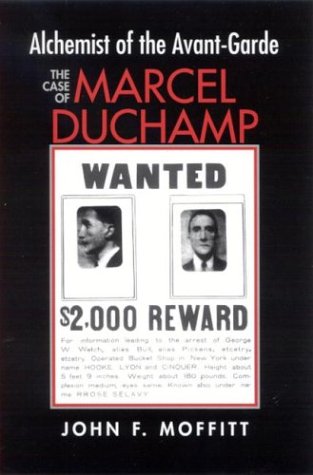 Alchemist of the Avant-Garde
THE CASE OF MARCEL DUCHAMP
WANTED
$2,000 REWARD
For information leading to the arrest of George
W. Welch, alias Bull, alias Pickens, etcetry,
etcetry. Operated Bucket Shop in New York under
name HOOKE, LYON and CINQUER. Height about
5 feet 9 inches. Weight about 180 pounds. Com-
plexion medium, eyes same. Known also under na-
me RROSE SELAVY
JOHN F. MOFFITT